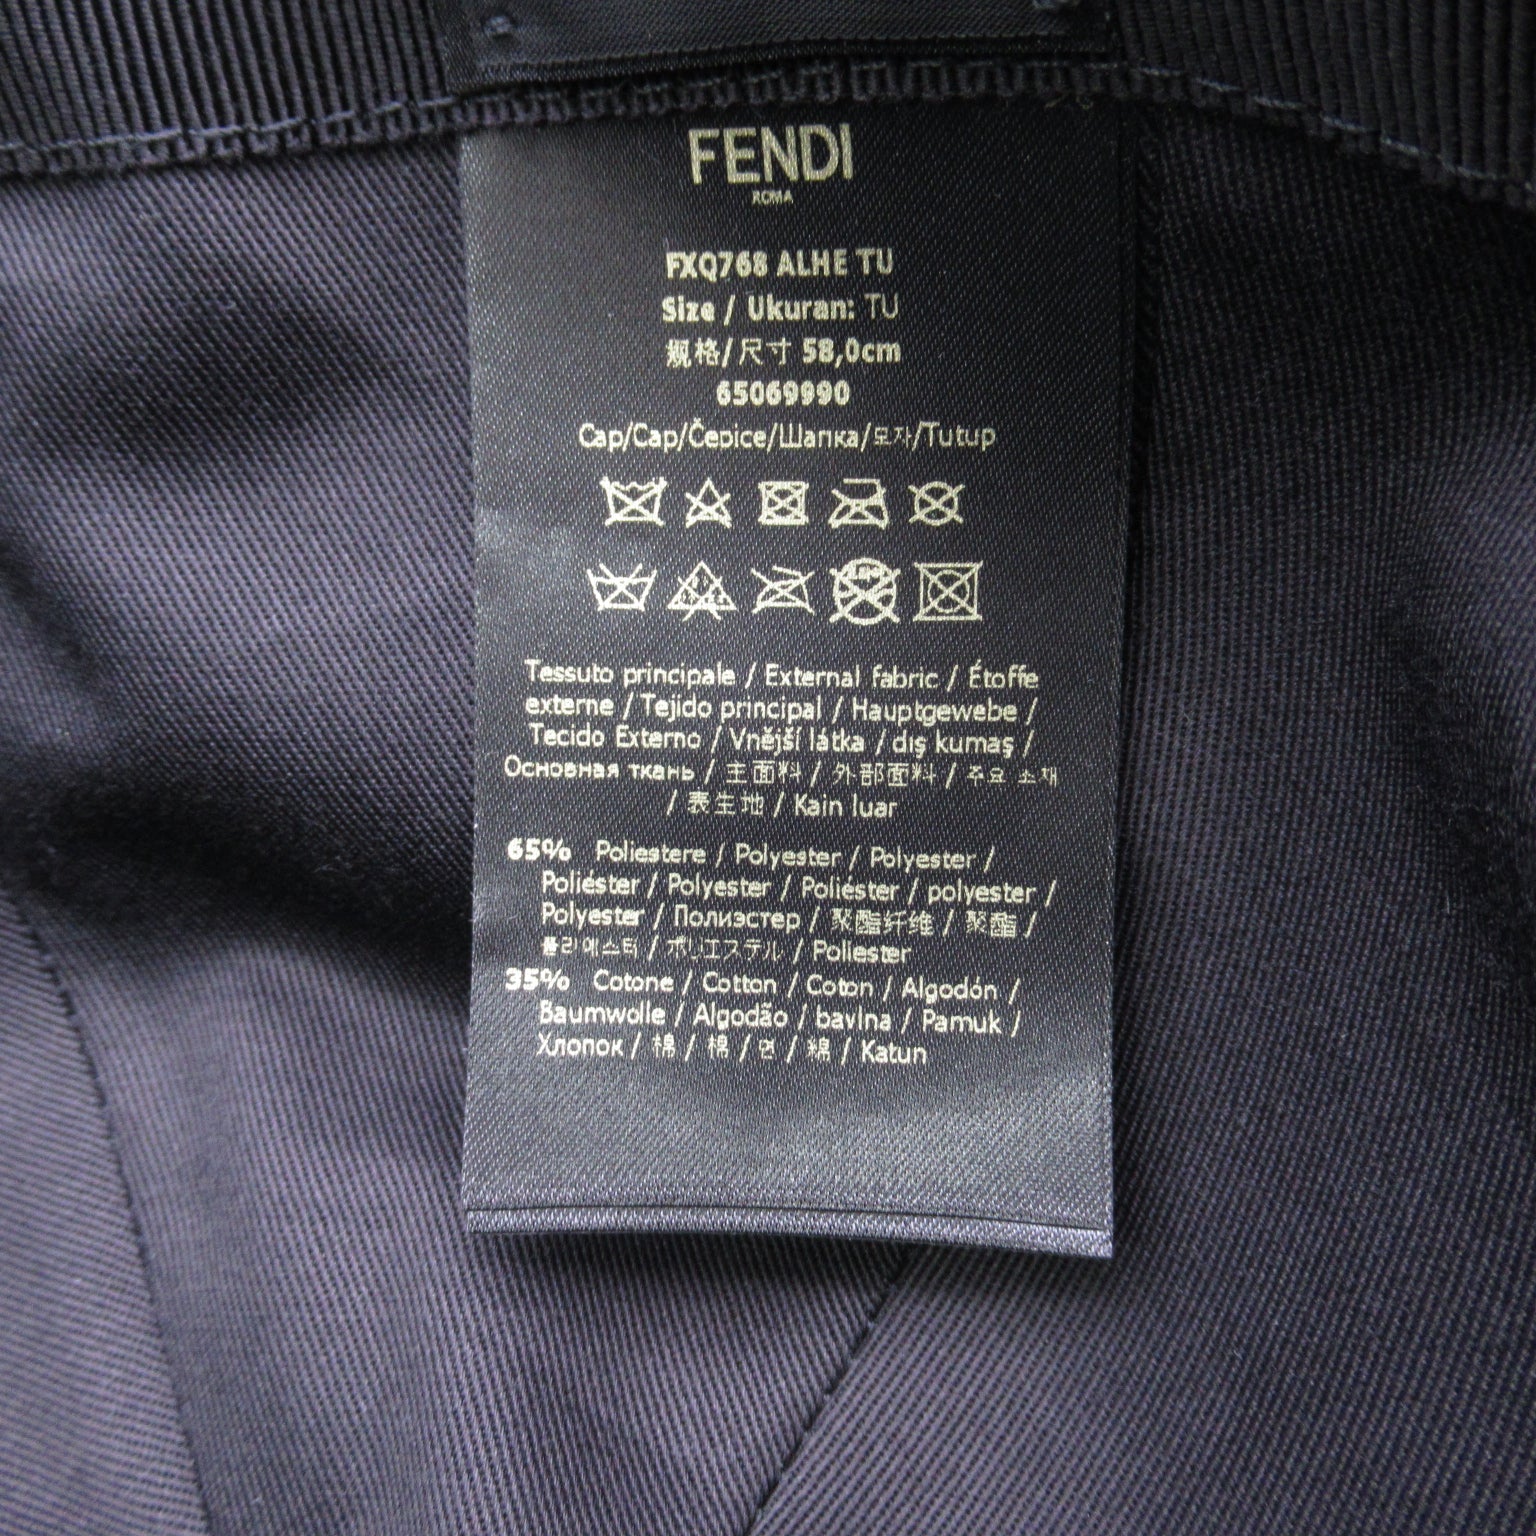 FENDI
ROMA
FXQ768 ALHE TU
Size / Ukuran: TU
规格/尺寸 58,0cm
65069990
Cap/Cap/Čepice/Шапка/모자/Tutup
Tessuto principale / External fabric / Étoffe
externe / Tejido principal / Hauptgewebe /
Tecido Externo / Vnější látka / dış kumaş /
Основная ткань / 主面料 / 外部面料 / 주요 소재
/ 表生地 / Kain luar
65% Poliestere / Polyester / Polyester /
Poliéster / Polyester / Poliéster / polyester /
Polyester / Полиэстер / 聚酯纤维 / 聚酯 /
폴리에스터 / ポリエステル / Poliester
35% Cotone / Cotton / Coton / Algodón /
Baumwolle / Algodão / bavlna / Pamuk /
Хлопок / 棉 / 棉 / 면 / 綿 / Katun